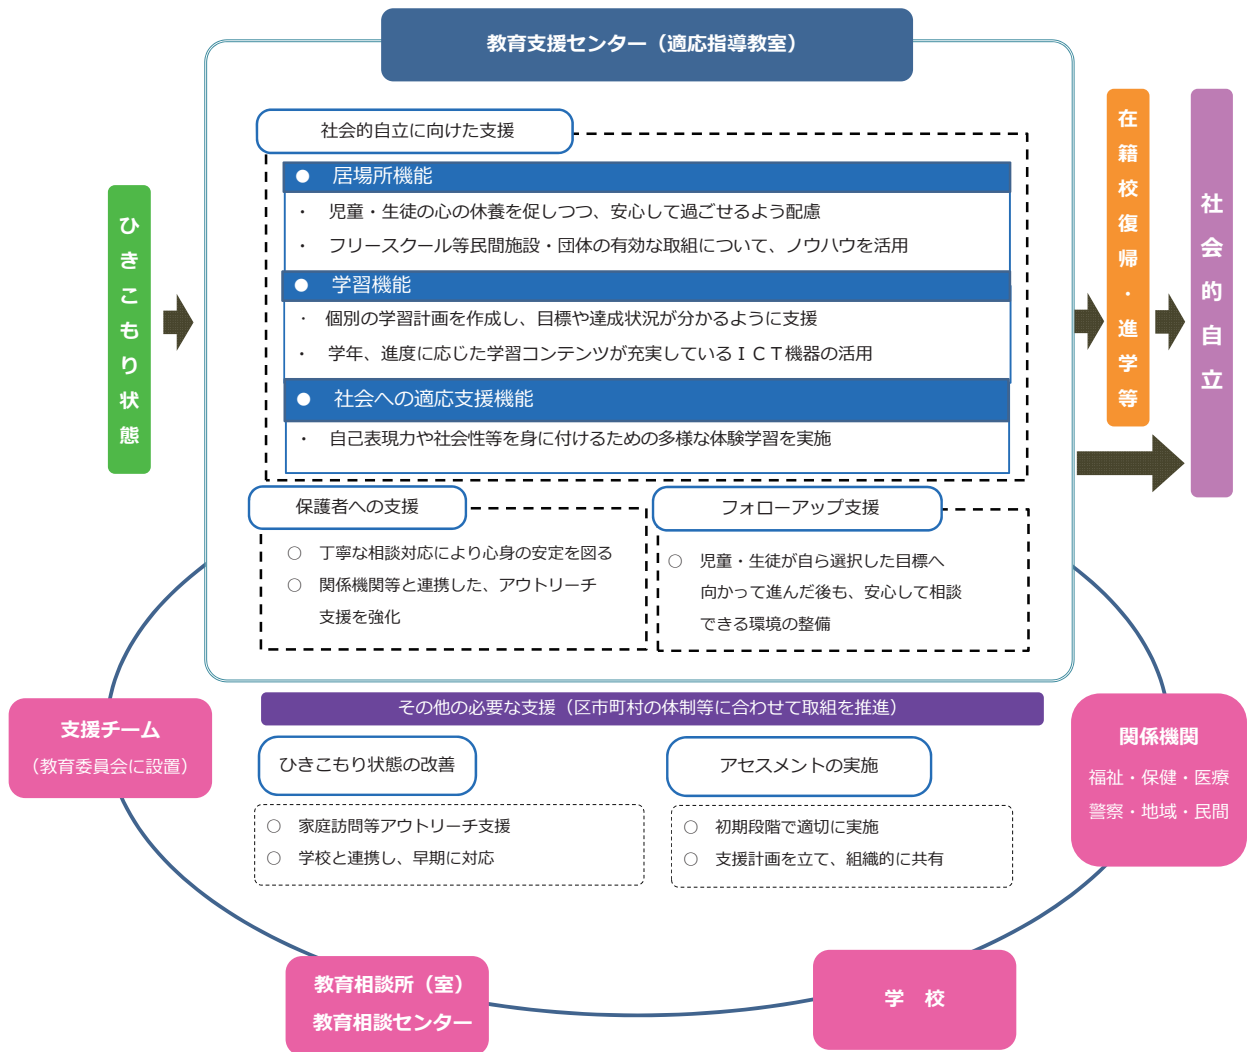 教育支援センター（適応指導教室）
ひきこもり状態
社会的自立に向けた支援
● 居場所機能
・ 児童・生徒の心の休養を促しつつ、安心して過ごせるよう配慮
・ フリースクール等民間施設・団体の有効な取組について、ノウハウを活用
● 学習機能
・ 個別の学習計画を作成し、目標や達成状況が分かるように支援
・ 学年、進度に応じた学習コンテンツが充実しているＩＣＴ機器の活用
● 社会への適応支援機能
・ 自己表現力や社会性等を身に付けるための多様な体験学習を実施
在籍校復帰・進学等
社会的自立
保護者への支援
○ 丁寧な相談対応により心身の安定を図る
○ 関係機関等と連携した、アウトリーチ
支援を強化
フォローアップ支援
○ 児童・生徒が自ら選択した目標へ
向かって進んだ後も、安心して相談
できる環境の整備
その他の必要な支援（区市町村の体制等に合わせて取組を推進）
ひきこもり状態の改善
○ 家庭訪問等アウトリーチ支援
○ 学校と連携し、早期に対応
アセスメントの実施
○ 初期段階で適切に実施
○ 支援計画を立て、組織的に共有
支援チーム
（教育委員会に設置）
関係機関
福祉・保健・医療
警察・地域・民間
教育相談所（室）
教育相談センター
学　校